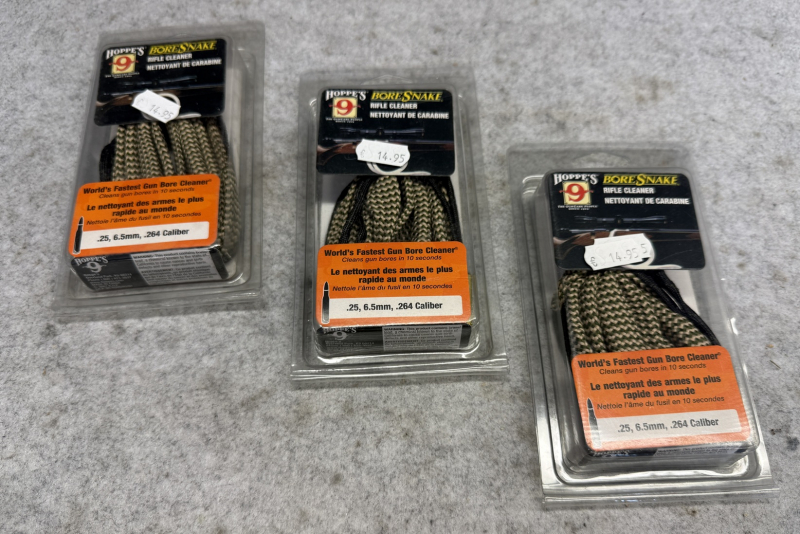 HOPPE'S
9
BORESNAKE
RIFLE CLEANER
NETTOYANT DE CARABINE
14.95
World's Fastest Gun Bore Cleaner
Cleans gun bores in 10 seconds
Le nettoyant des armes le plus
rapide au monde
Nettoie l'âme du fusil en 10 secondes
.25, 6.5mm, .264 Caliber
HOPPE'S
9
HOPPE'S
9
BORESNAKE
RIFLE CLEANER
NETTOYANT DE CARABINE
€ 14.95
World's Fastest Gun Bore Cleaner®
Cleans gun bores in 10 seconds
Le nettoyant des armes le plus
rapide au monde
Nettoie l'âme du fusil en 10 secondes
.25, 6.5mm, .264 Caliber
HOPPE'S
9
HOPPE'S
9
BORESNAKE
RIFLE CLEANER
NETTOYANT DE CARABINE
€ 14.95
World's Fastest Gun Bore Cleaner®
Cleans gun bores in 10 seconds
Le nettoyant des armes le plus
rapide au monde
Nettoie l'âme du fusil en 10 secondes
.25, 6.5mm, .264 Caliber